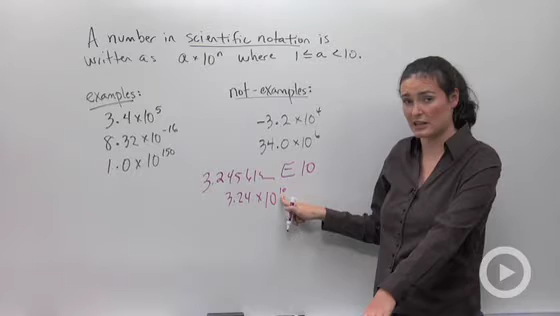 A number in scientific notation is
written as a × 10ⁿ where 1 ≤ a < 10.
examples:
3.4 × 10⁵
8.32 × 10⁻¹⁶
1.0 × 10¹⁵⁰
not-examples:
-3.2 × 10⁴
34.0 × 10⁶
E 10
3.24 × 10¹⁰